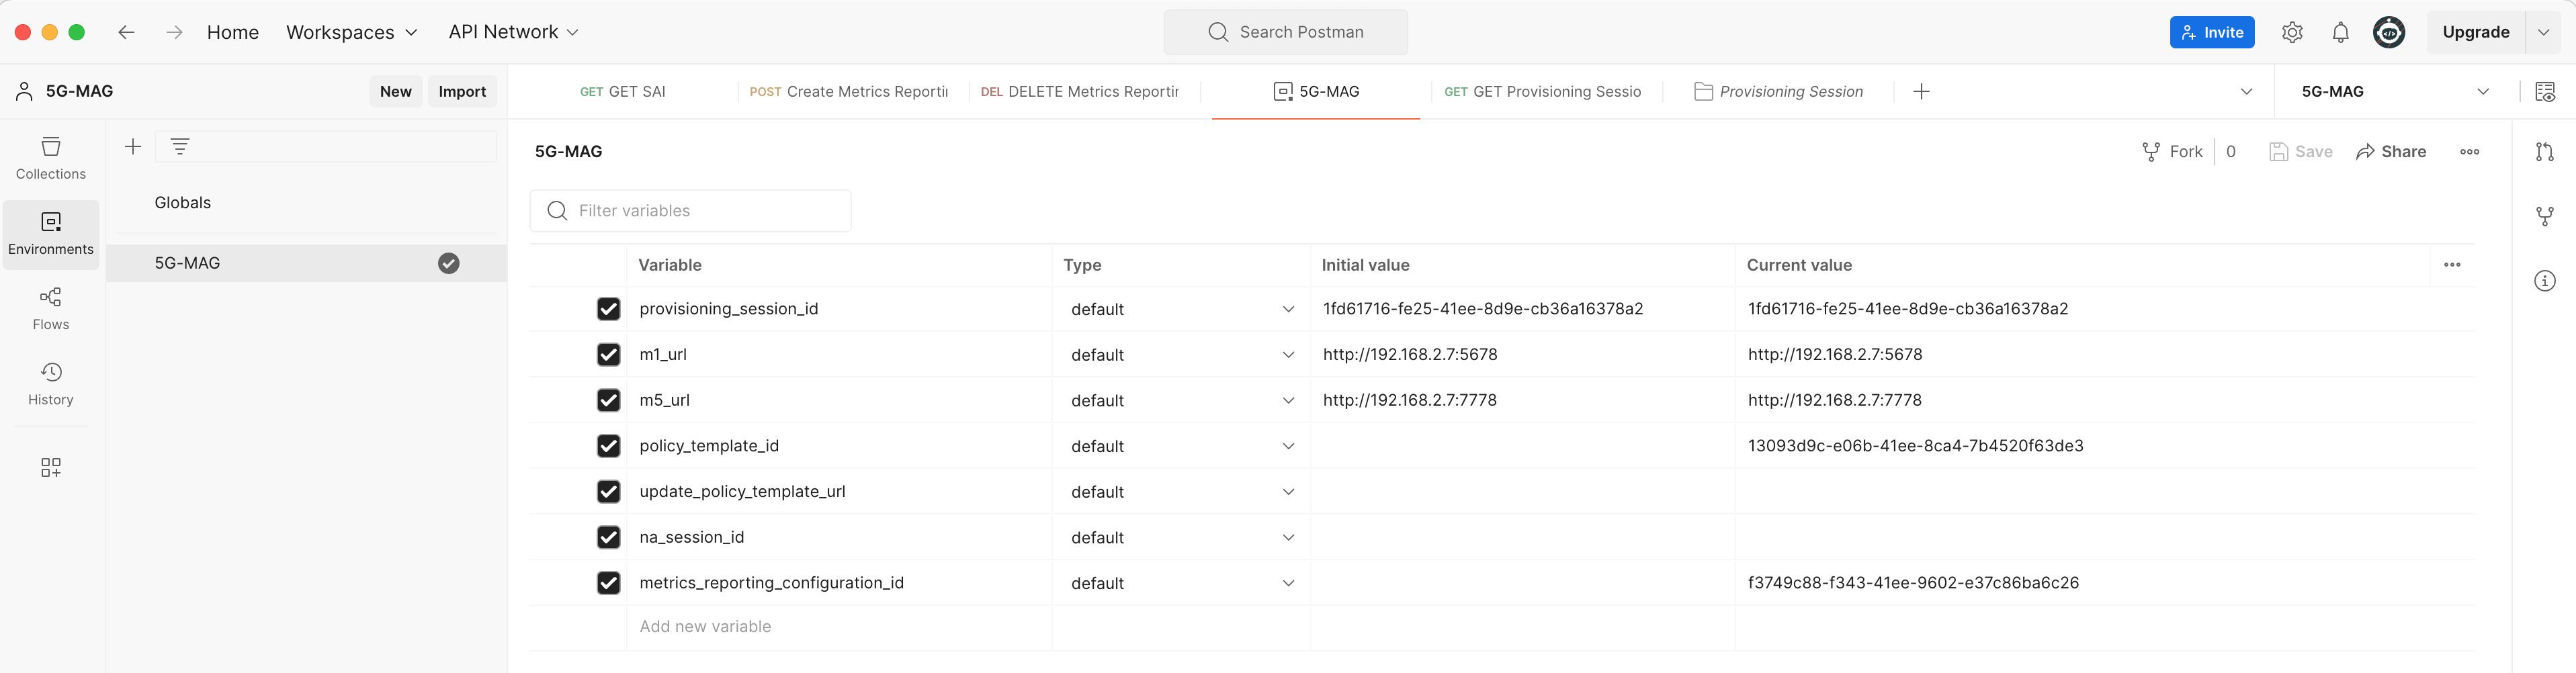 Home Workspaces API Network Search Postman Invite Upgrade
5G-MAG New Import GET GET SAI POST Create Metrics Reporti DEL DELETE Metrics Reportin 5G-MAG GET GET Provisioning Sessio Provisioning Session 5G-MAG
Collections
Environments
Flows
History
Globals
5G-MAG
5G-MAG Fork 0 Save Share
Filter variables
Variable Type Initial value Current value
provisioning_session_id default 1fd61716-fe25-41ee-8d9e-cb36a16378a2 1fd61716-fe25-41ee-8d9e-cb36a16378a2
m1_url default http://192.168.2.7:5678 http://192.168.2.7:5678
m5_url default http://192.168.2.7:7778 http://192.168.2.7:7778
policy_template_id default 13093d9c-e06b-41ee-8ca4-7b4520f63de3
update_policy_template_url default
na_session_id default
metrics_reporting_configuration_id default f3749c88-f343-41ee-9602-e37c86ba6c26
Add new variable